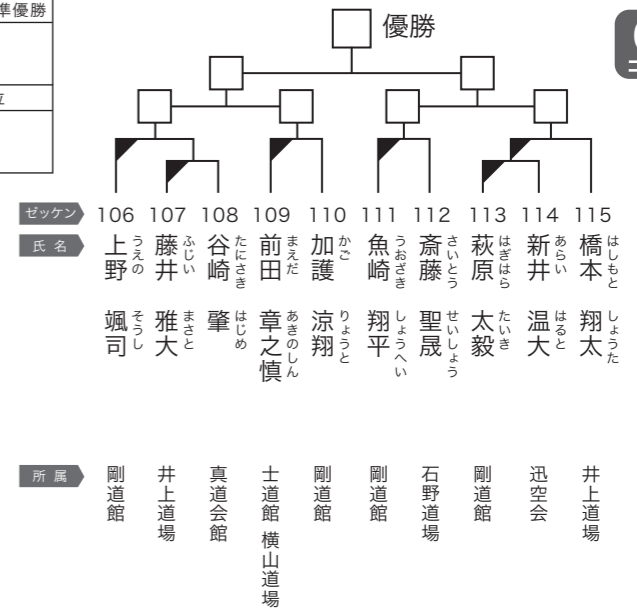 準優勝
優勝
ゼッケン 106 107 108 109 110 111 112 113 114 115
氏名
上野 颯司 うえの そうし
藤井 雅大 ふじい まさと
谷崎 肇 たにさき はじめ
前田 章之慎 まえだ あきのしん
加護 涼翔 かご りょうと
魚崎 翔平 うおざき しょうへい
斎藤 聖晟 さいとう せいしょう
萩原 太毅 はぎはら たいき
新井 温大 あらい はると
橋本 翔太 はしもと しょうた
所属
剛道館
井上道場
真道会館
士道館 横山道場
剛道館
剛道館
石野道場
剛道館
迅空会
井上道場